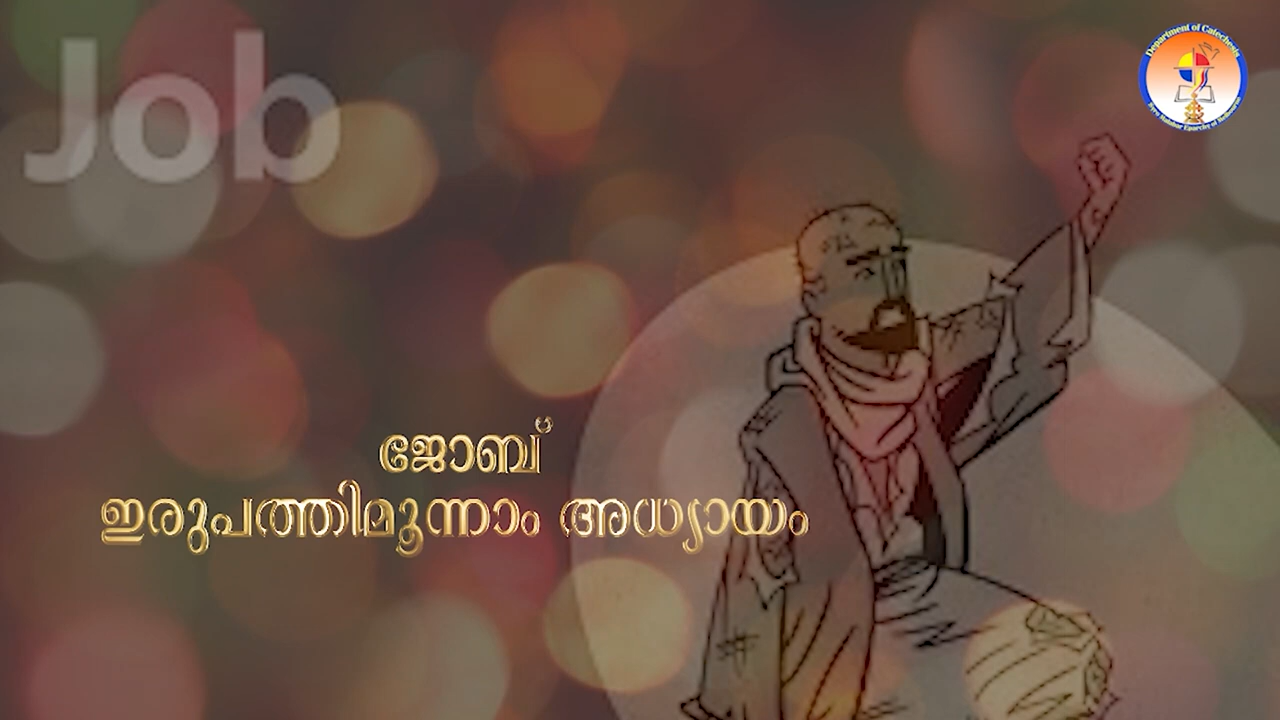 Job
Department of Catechesis
ജോബ്
ഇരുപത്തിമൂന്നാം അധ്യായം